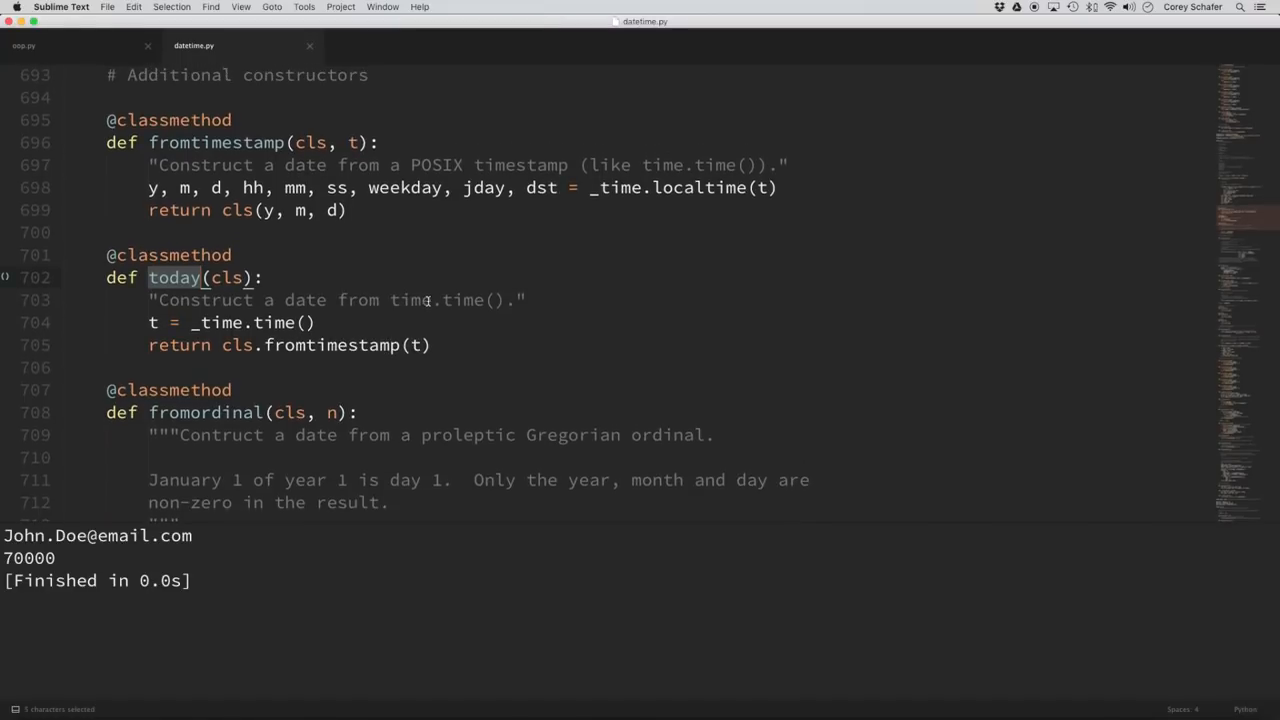 Sublime Text File Edit Selection Find View Goto Tools Project Window Help Corey Schafer
datetime.py
oop.py datetime.py
693 # Additional constructors
694
695 @classmethod
696 def fromtimestamp(cls, t):
697 "Construct a date from a POSIX timestamp (like time.time())."
698 y, m, d, hh, mm, ss, weekday, jday, dst = _time.localtime(t)
699 return cls(y, m, d)
700
701 @classmethod
702 def today(cls):
703 "Construct a date from time.time()."
704 t = _time.time()
705 return cls.fromtimestamp(t)
706
707 @classmethod
708 def fromordinal(cls, n):
709 """Contruct a date from a proleptic Gregorian ordinal.
710
711 January 1 of year 1 is day 1.  Only the year, month and day are
712 non-zero in the result.
"""
John.Doe@email.com
70000
[Finished in 0.0s]
5 characters selected Spaces: 4 Python